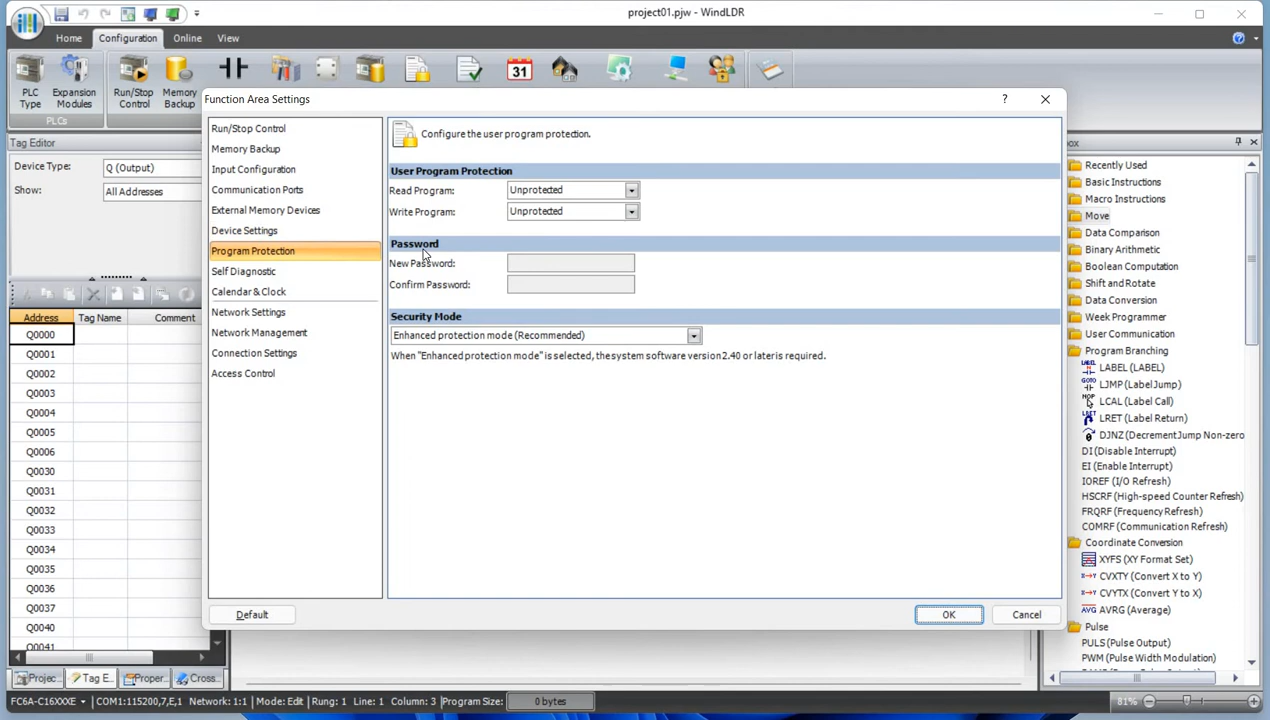 project01.pjw - WindLDR
Home
Configuration
Online
View
PLC Type
Expansion Modules
Run/Stop Control
Memory Backup
31
PLCs
Tag Editor
Device Type: Q (Output)
Show: All Addresses
Address Tag Name Comment
Q0000
Q0001
Q0002
Q0003
Q0004
Q0005
Q0006
Q0030
Q0031
Q0032
Q0033
Q0034
Q0035
Q0036
Q0037
Q0040
Q0041
Projec
Tag E...
Proper...
Cross...
Function Area Settings
?
Run/Stop Control
Memory Backup
Input Configuration
Communication Ports
External Memory Devices
Device Settings
Program Protection
Self Diagnostic
Calendar & Clock
Network Settings
Network Management
Connection Settings
Access Control
Configure the user program protection.
User Program Protection
Read Program: Unprotected
Write Program: Unprotected
Password
New Password:
Confirm Password:
Security Mode
Enhanced protection mode (Recommended)
When "Enhanced protection mode" is selected, the system software version 2.40 or later is required.
Default
OK
Cancel
box
Recently Used
Basic Instructions
Macro Instructions
Move
Data Comparison
Binary Arithmetic
Boolean Computation
Shift and Rotate
Data Conversion
Week Programmer
User Communication
Program Branching
LABEL (LABEL)
LJMP (Label Jump)
LCAL (Label Call)
LRET (Label Return)
DJNZ (Decrement Jump Non-zero
DI (Disable Interrupt)
EI (Enable Interrupt)
IOREF (I/O Refresh)
HSCRF (High-speed Counter Refresh)
FRQRF (Frequency Refresh)
COMRF (Communication Refresh)
Coordinate Conversion
XYFS (XY Format Set)
CVXTY (Convert X to Y)
CVYTX (Convert Y to X)
AVRG (Average)
Pulse
PULS (Pulse Output)
PWM (Pulse Width Modulation)
FC6A-C16XXXE COM1:115200,7,E,1 Network: 1:1 Mode: Edit Rung: 1 Line: 1 Column: 3 Program Size: 0 bytes
81%